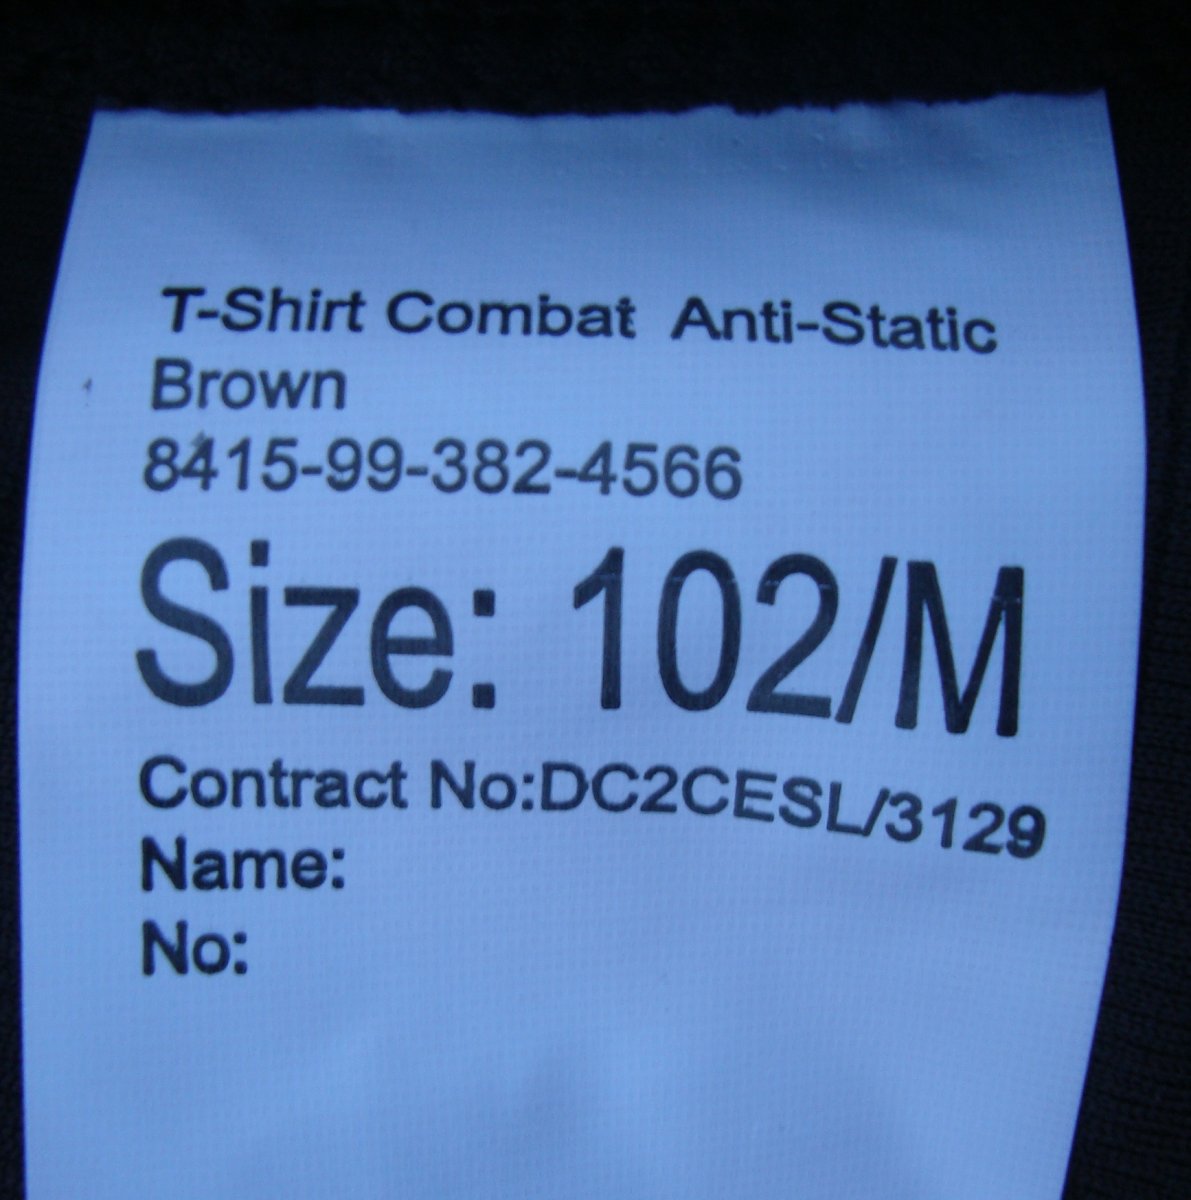 T-Shirt Combat Anti-Static
Brown
8415-99-382-4566
Size: 102/M
Contract No:DC2CESL/3129
Name:
No: